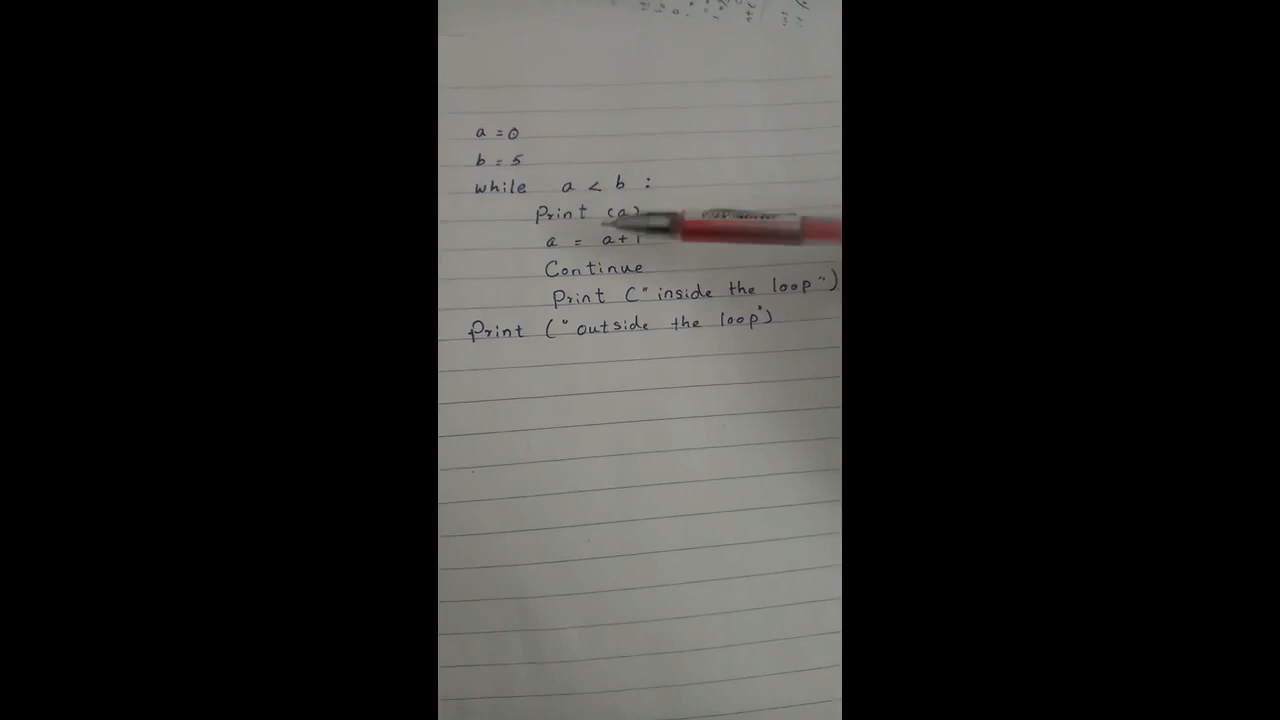 a = 0
b = 5
while a < b :
Print (a)
a = a+1
Continue
Print (" inside the loop ")
Print (" outside the loop")